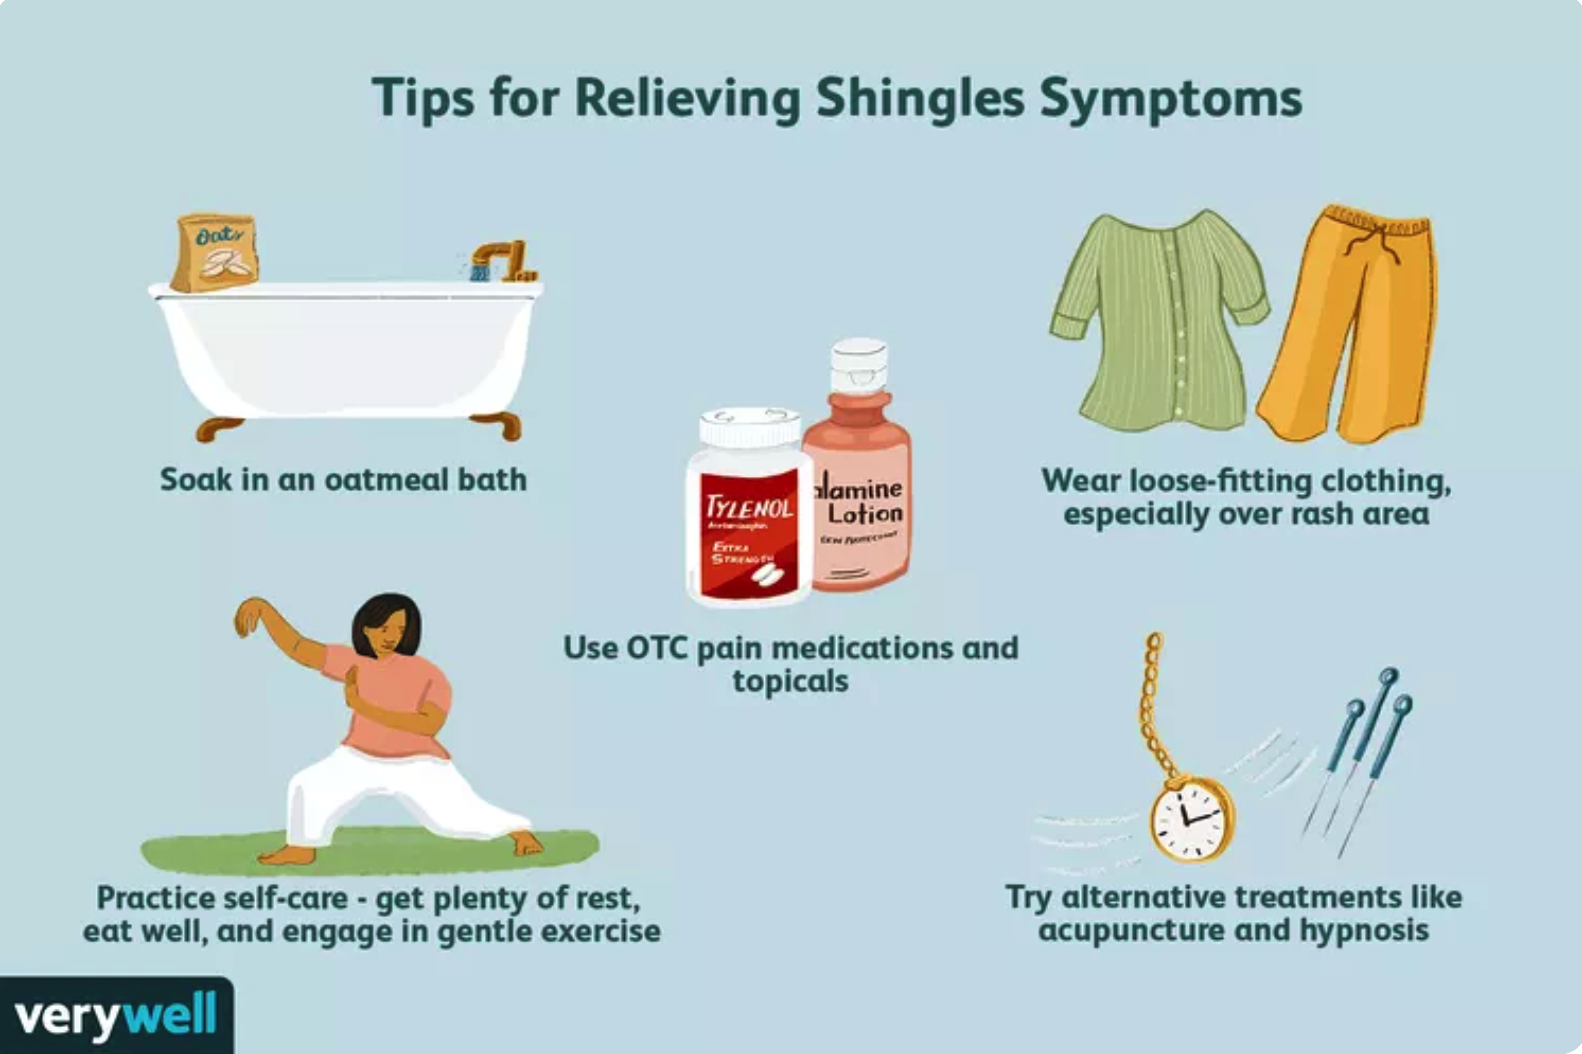 Tips for Relieving Shingles Symptoms
Oats
Soak in an oatmeal bath
TYLENOL
Acetaminophen
EXTRA
STRENGTH
alamine
Lotion
Use OTC pain medications and
topicals
Wear loose-fitting clothing,
especially over rash area
Practice self-care - get plenty of rest,
eat well, and engage in gentle exercise
Try alternative treatments like
acupuncture and hypnosis
verywell